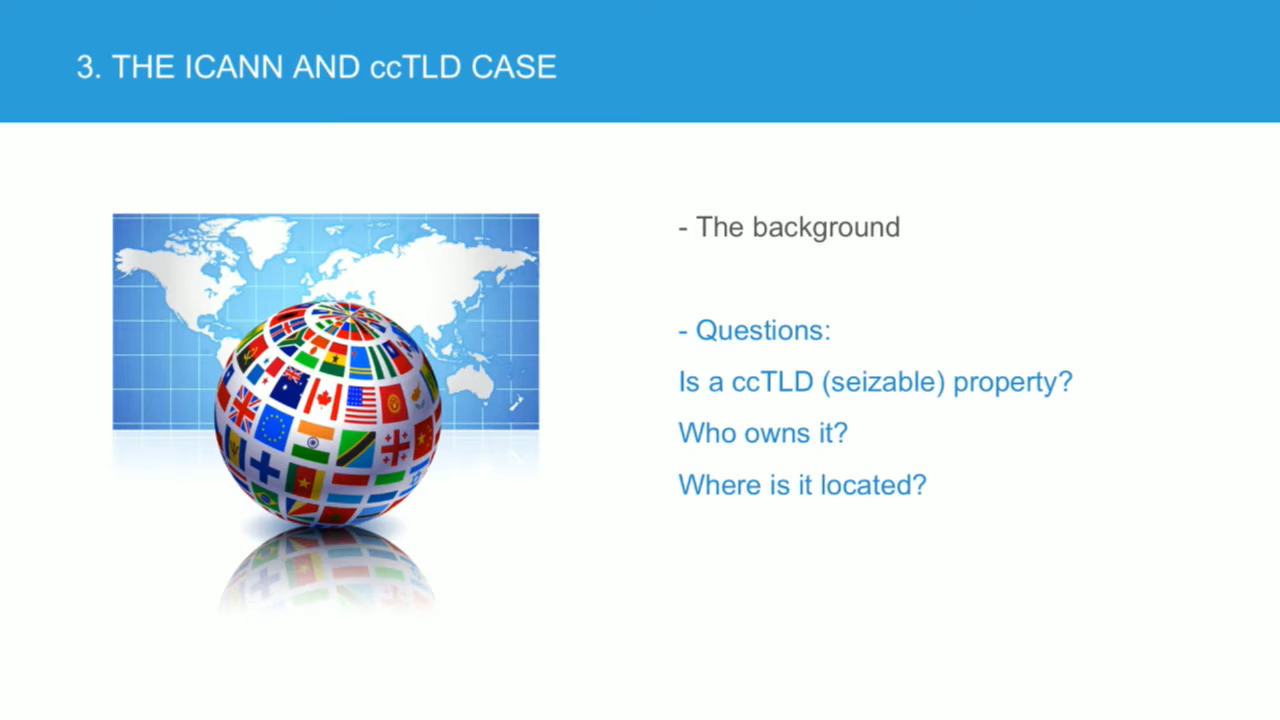 3. THE ICANN AND ccTLD CASE
- The background
- Questions:
Is a ccTLD (seizable) property?
Who owns it?
Where is it located?